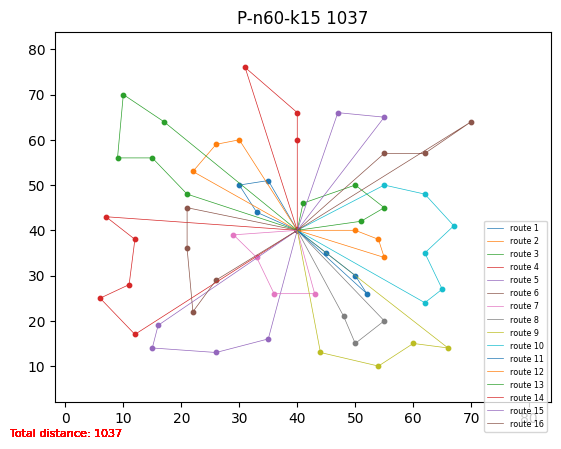 P-n60-k15 1037
80
70
60
50
40
30
20
10
0
10
20
30
40
50
60
70
80
route 1
route 2
route 3
route 4
route 5
route 6
route 7
route 8
route 9
route 10
route 11
route 12
route 13
route 14
route 15
route 16
Total distance: 1037